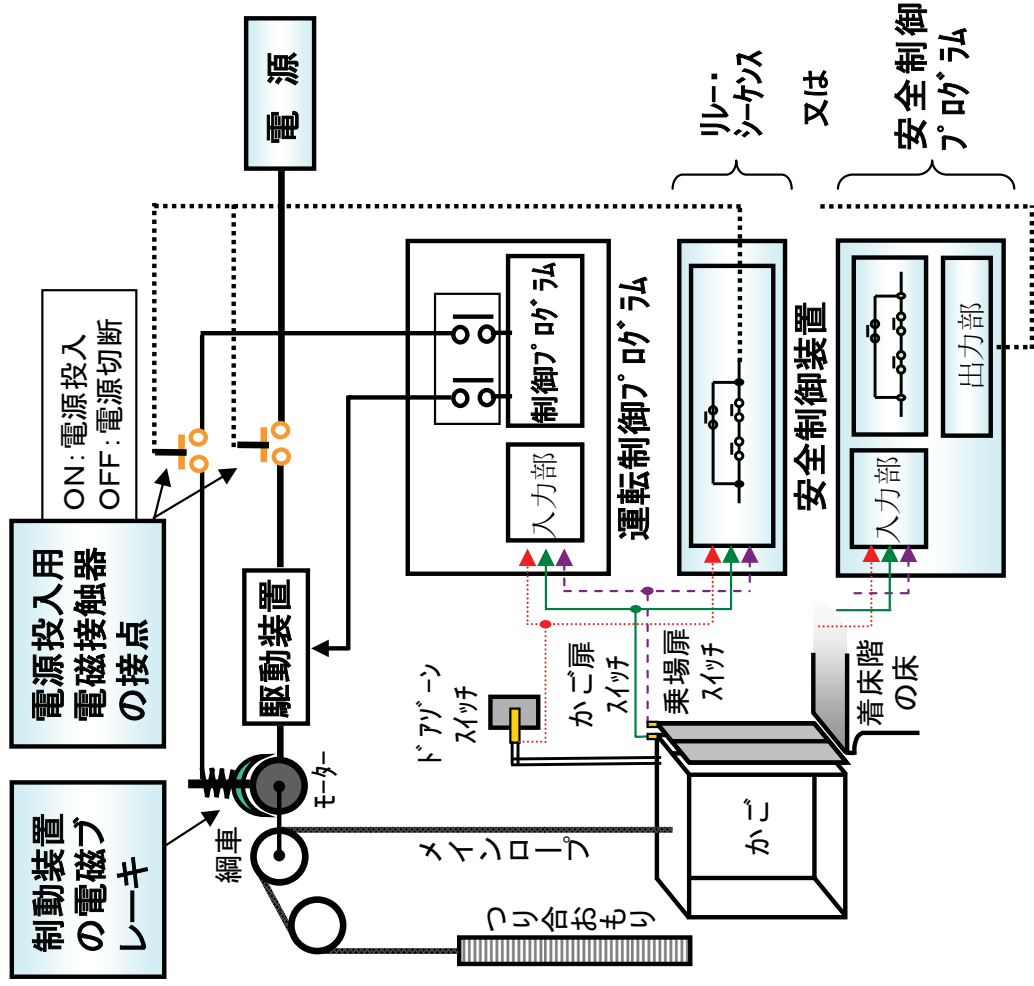 制動装置
の電磁ブ
レーキ
電源投入用
電磁接触器
の接点
ON：電源投入
OFF：電源切断
電　源
綱車
モーター
駆動装置
メインロープ
つり合おもり
ドアゾーン
スイッチ
かご扉
スイッチ
乗場扉
スイッチ
かご
着床階
の床
入力部
制御プログラム
運転制御プログラム
安全制御装置
入力部
出力部
リレー・
シーケンス
又は
安全制御
プログラム